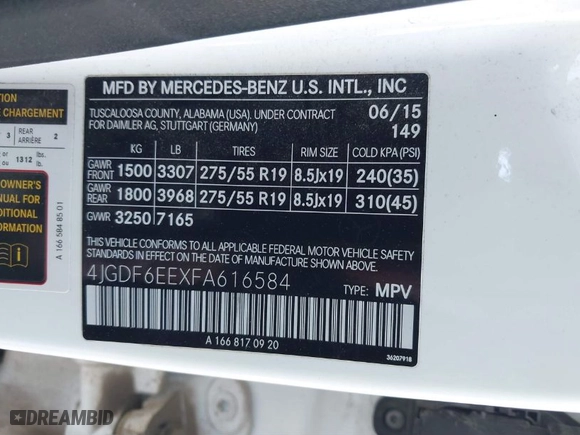 TION
CHARGEMENT
3 REAR ARRIÈRE 2
or
ou 1312 lbs.
lb.
OWNER'S
NUAL FOR
DITIONAL
ORMATION
A 166 584 85 01
MFD BY MERCEDES-BENZ U.S. INTL., INC
TUSCALOOSA COUNTY, ALABAMA (USA). UNDER CONTRACT 06/15
FOR DAIMLER AG, STUTTGART (GERMANY) 149
KG LB TIRES RIM SIZE COLD KPA (PSI)
GAWR FRONT 1500 3307 275/55 R19 8.5Jx19 240(35)
GAWR REAR 1800 3968 275/55 R19 8.5Jx19 310(45)
GVWR 3250 7165
THIS VEHICLE CONFORMS TO ALL APPLICABLE FEDERAL MOTOR VEHICLE SAFETY
STANDARDS IN EFFECT ON THE DATE OF MANUFACTURE SHOWN ABOVE.
4JGDF6EEXFA616584
TYPE: MPV
A 166 817 09 20
36207918
DREAMBID